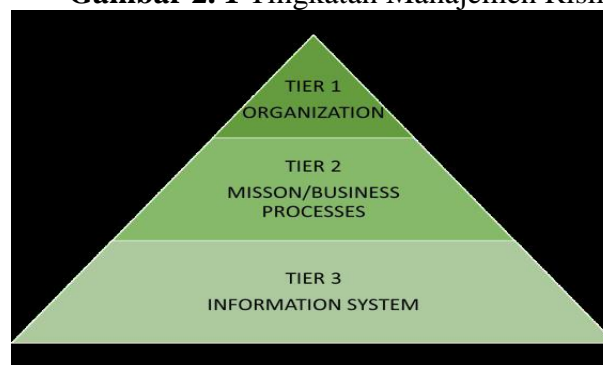 Gambar 2. 1 Tingkatan Manajemen
TIER 1
ORGANIZATION
TIER 2
MISSON/BUSINESS
PROCESSES
TIER 3
INFORMATION SYSTEM